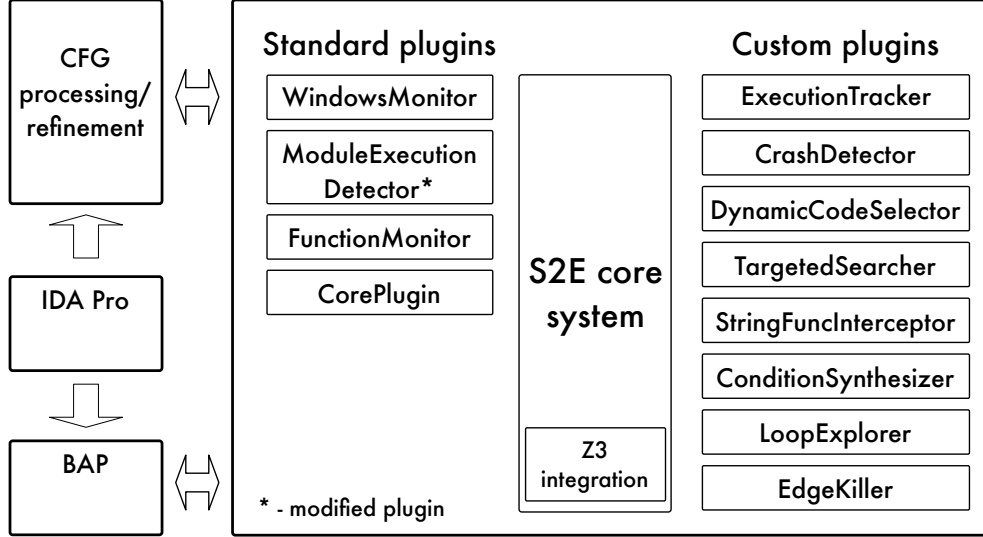 CFG
processing/
refinement
IDA Pro
BAP
Standard plugins
WindowsMonitor
ModuleExecution
Detector*
FunctionMonitor
CorePlugin
* - modified plugin
S2E core
system
Z3
integration
Custom plugins
ExecutionTracker
CrashDetector
DynamicCodeSelector
TargetedSearcher
StringFuncInterceptor
ConditionSynthesizer
LoopExplorer
EdgeKiller